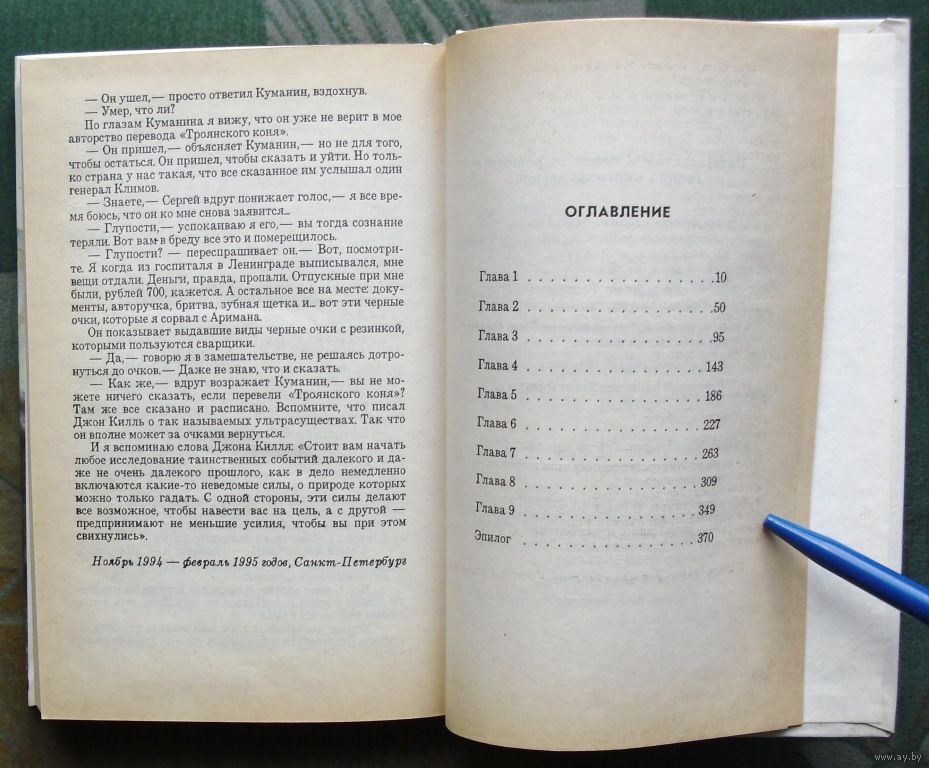 — Он ушел,— просто ответил Куманин, вздохнув.
— Умер, что ли?
По глазам Куманина я вижу, что он уже не верит в мое
авторство перевода «Троянского коня».
— Он пришел,— объясняет Куманин,— но не для того,
чтобы остаться. Он пришел, чтобы сказать и уйти. Но толь-
ко страна у нас такая, что все сказанное им услышал один
генерал Климов.
— Знаете,— Сергей вдруг понижает голос,— я все вре-
мя боюсь, что он ко мне снова заявится...
— Глупости,— успокаиваю я его,— вы тогда сознание
теряли. Вот вам в бреду все это и померещилось.
— Глупости? — переспрашивает он.— Вот, посмотри-
те. Я когда из госпиталя в Ленинграде выписывался, мне
вещи отдали. Деньги, правда, пропали. Отпускные при мне
были, рублей 700, кажется. А остальное все на месте: доку-
менты, авторучка, бритва, зубная щетка и... вот эти черные
очки, которые я сорвал с Аримана.
Он показывает выдавшие виды черные очки с резинкой,
которыми пользуются сварщики.
— Да,— говорю я в замешательстве, не решаясь дотро-
нуться до очков.— Даже не знаю, что и сказать.
— Как же,— вдруг возражает Куманин,— вы не мо-
жете ничего сказать, если перевели «Троянского коня»?
Там же все сказано и расписано. Вспомните, что писал
Джон Килль о так называемых ультрасуществах. Так что
он вполне может за очками вернуться.
И я вспоминаю слова Джона Килля: «Стоит вам начать
любое исследование таинственных событий далекого и да-
же не очень далекого прошлого, как в дело немедленно
включаются какие-то неведомые силы, о природе которых
можно только гадать. С одной стороны, эти силы делают
все возможное, чтобы навести вас на цель, а с другой —
предпринимают не меньшие усилия, чтобы вы при этом
свихнулись».
Ноябрь 1994 — февраль 1995 годов, Санкт-Петербург
ОГЛАВЛЕНИЕ
Глава 1 . . . . . . . . . . . . . . . . . .10
Глава 2 . . . . . . . . . . . . . . . . . .50
Глава 3 . . . . . . . . . . . . . . . . . .95
Глава 4 . . . . . . . . . . . . . . . . . 143
Глава 5 . . . . . . . . . . . . . . . . . 186
Глава 6 . . . . . . . . . . . . . . . . . 227
Глава 7 . . . . . . . . . . . . . . . . . 263
Глава 8 . . . . . . . . . . . . . . . . . 309
Глава 9 . . . . . . . . . . . . . . . . . 349
Эпилог . . . . . . . . . . . . . . . . . 370
www.ay.by